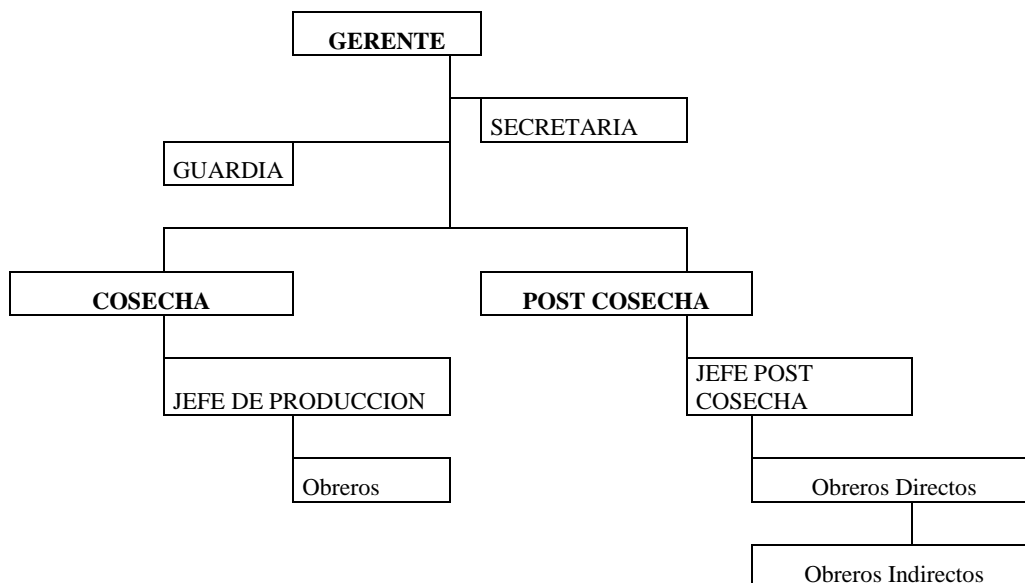 GERENTE
SECRETARIA
GUARDIA
COSECHA
POST COSECHA
JEFE DE PRODUCCION
JEFE POST
COSECHA
Obreros
Obreros Directos
Obreros Indirectos